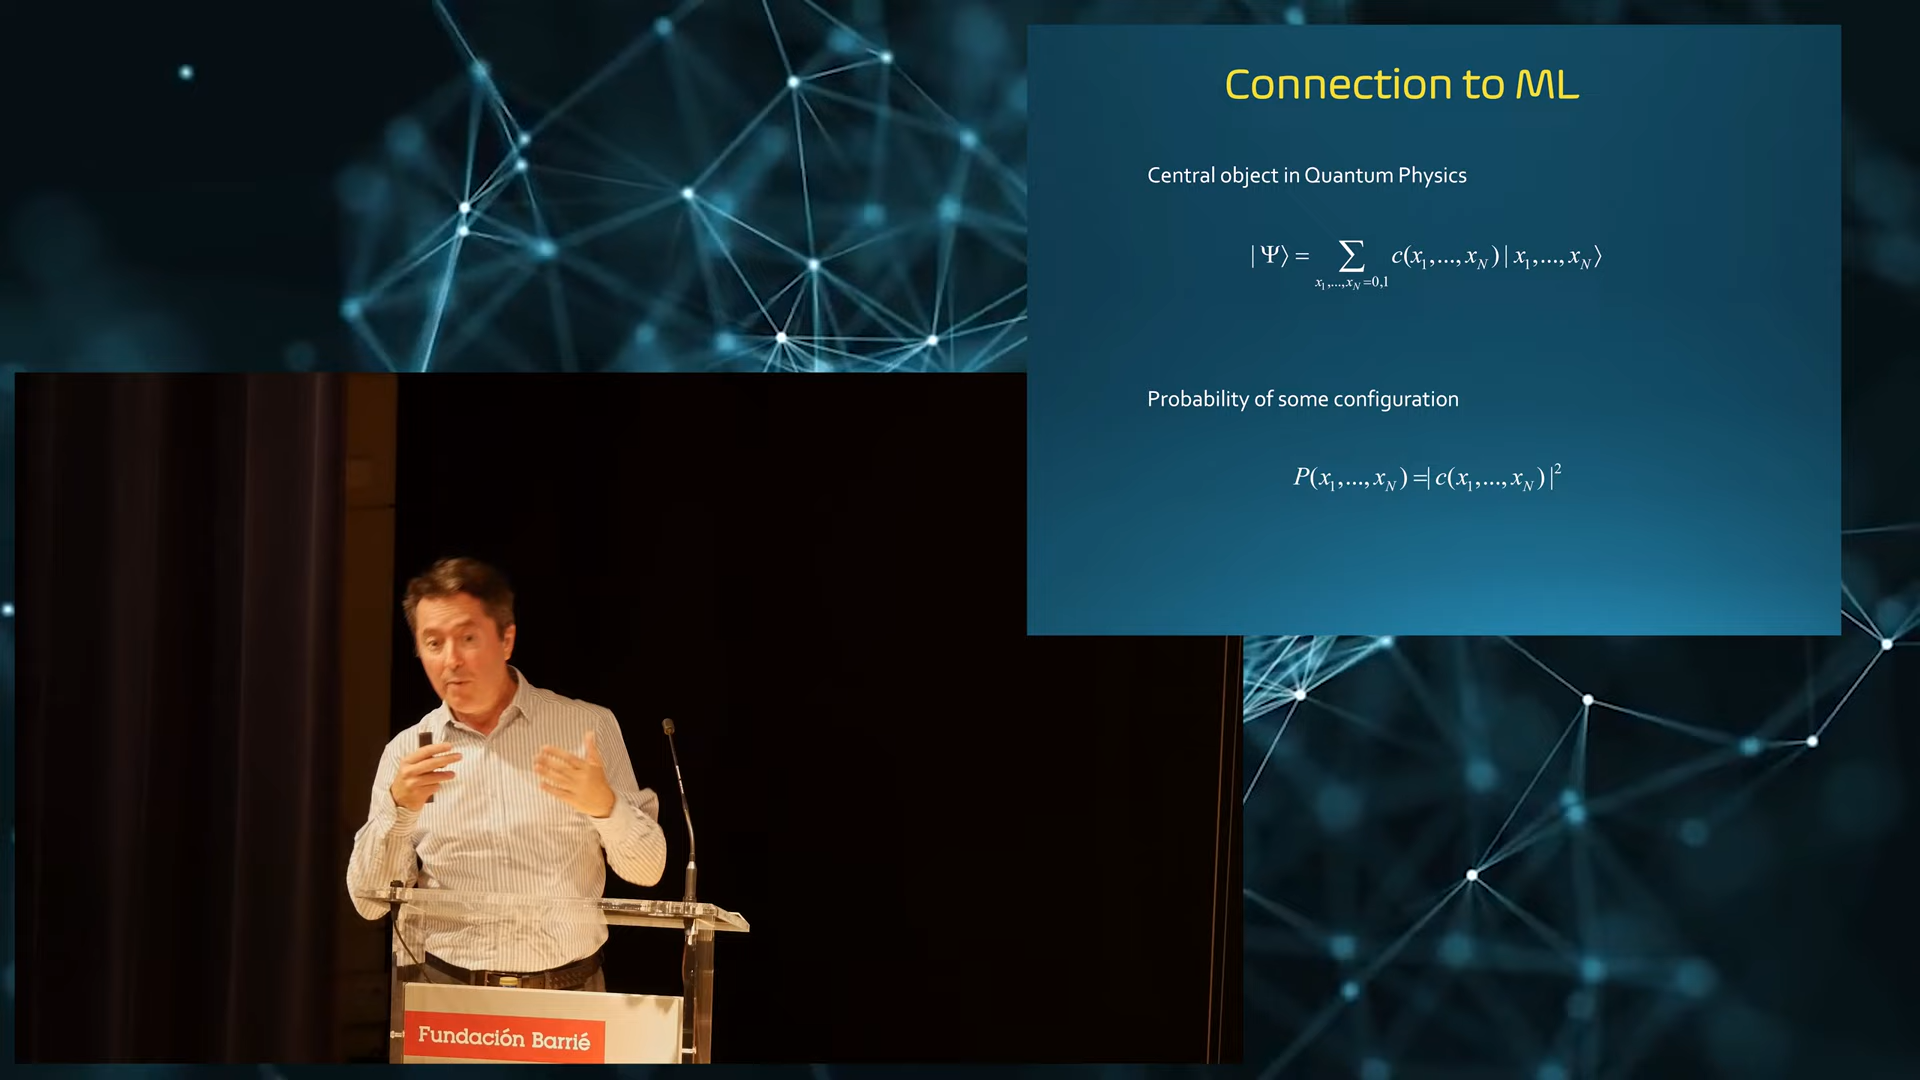 Connection to ML
Central object in Quantum Physics
|Ψ⟩ = ∑ c(x₁,...,x_N) | x₁,...,x_N⟩
x₁,...,x_N=0,1
Probability of some configuration
P(x₁,...,x_N) =| c(x₁,...,x_N) |²
Fundación Barrié